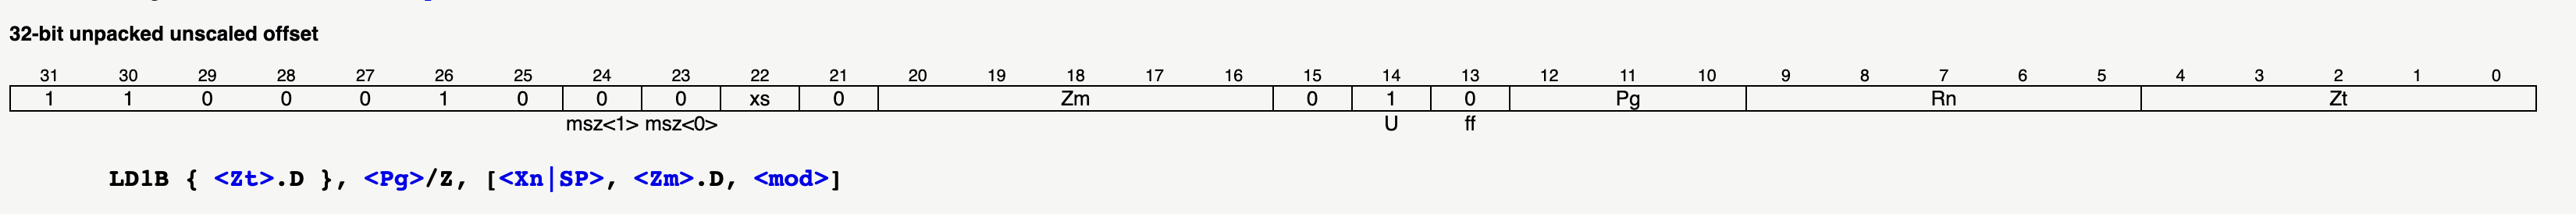 32-bit unpacked unscaled offset
31 30 29 28 27 26 25 24 23 22 21 20 19 18 17 16 15 14 13 12 11 10 9 8 7 6 5 4 3 2 1 0
1 1 0 0 0 1 0 0 0 xs 0 Zm 0 1 0 Pg Rn Zt
msz<1> msz<0> U ff
LD1B { <Zt>.D }, <Pg>/Z, [<Xn|SP>, <Zm>.D, <mod>]